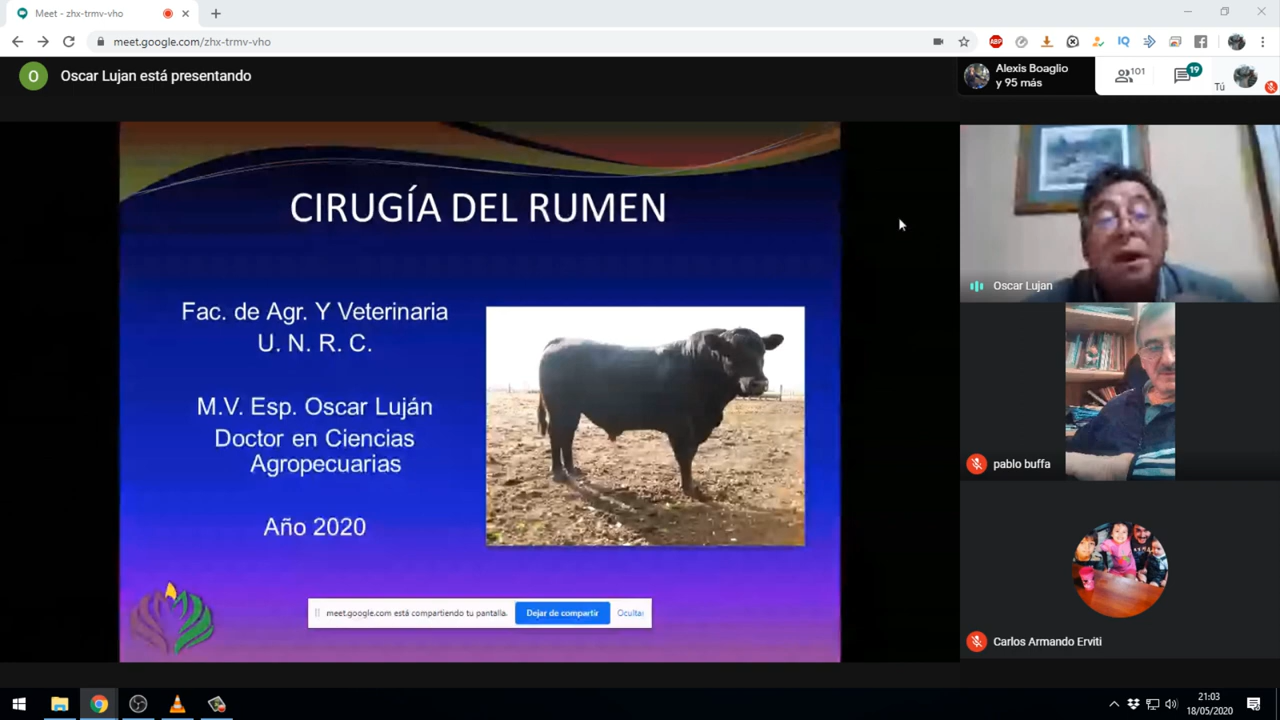 Meet - zhx-trmv-vho
meet.google.com/zhx-trmv-vho
ABP
IQ
O
Oscar Lujan está presentando
Alexis Boaglio
y 95 más
101
19
Tú
CIRUGÍA DEL RUMEN
Fac. de Agr. Y Veterinaria
U. N. R. C.
M.V. Esp. Oscar Luján
Doctor en Ciencias
Agropecuarias
Año 2020
meet.google.com está compartiendo tu pantalla.
Dejar de compartir
Ocultar
Oscar Lujan
pablo buffa
Carlos Armando Erviti
21:03
18/05/2020